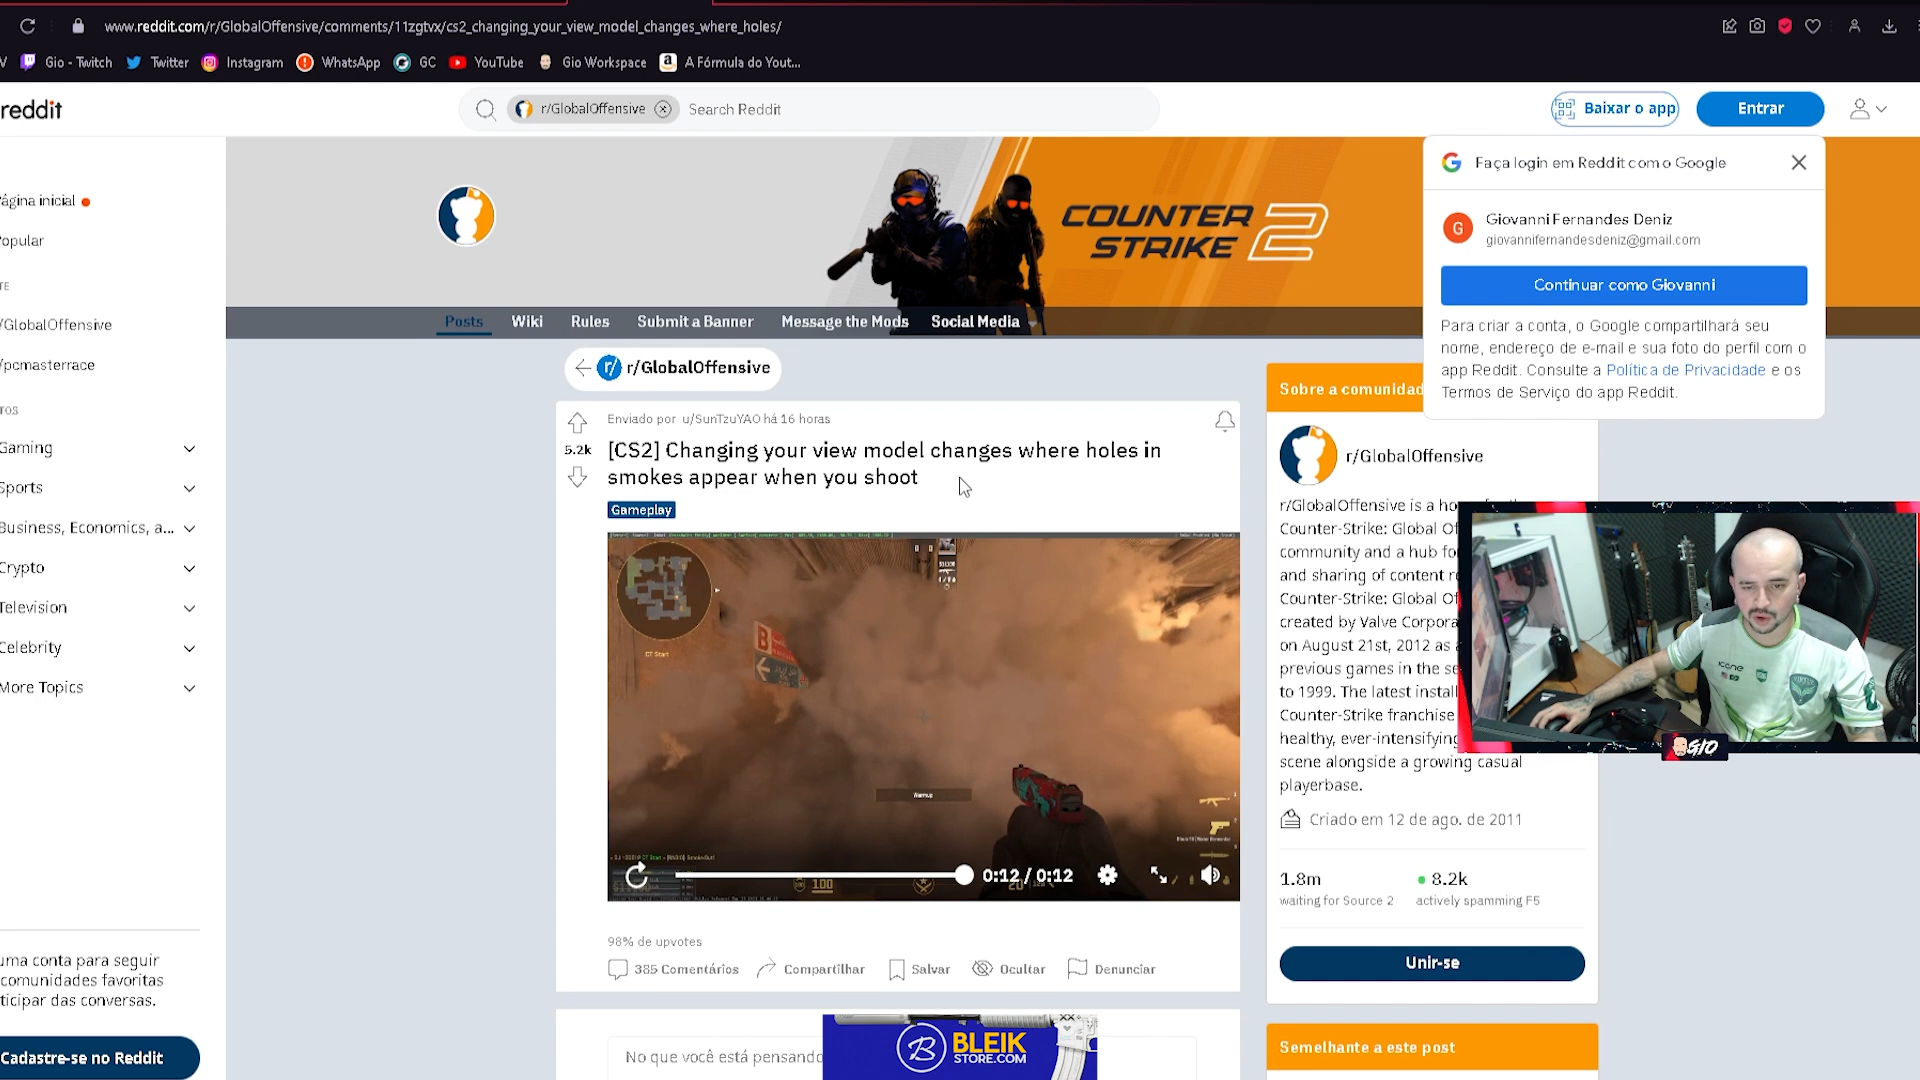 www.reddit.com/r/GlobalOffensive/comments/11zgtvx/cs2_changing_your_view_model_changes_where_holes/
Gio - Twitch
Twitter
Instagram
WhatsApp
GC
YouTube
Gio Workspace
A Fórmula do Yout...
reddit
r/GlobalOffensive
Search Reddit
Baixar o app
Entrar
ágina inicial
opular
/GlobalOffensive
/pcmasterrace
Gaming
Sports
Business, Economics, a...
Crypto
Television
Celebrity
More Topics
uma conta para seguir
comunidades favoritas
ticipar das conversas.
Cadastre-se no Reddit
COUNTER
STRIKE 2
Posts
Wiki
Rules
Submit a Banner
Message the Mods
Social Media
r/ r/GlobalOffensive
Enviado por u/SunTzuYAO há 16 horas
5.2k
[CS2] Changing your view model changes where holes in
smokes appear when you shoot
Gameplay
CT Start
B
Warmup
100
20
0:12 / 0:12
98% de upvotes
385 Comentários
Compartilhar
Salvar
Ocultar
Denunciar
No que você está pensando
B BLEIK
STORE.COM
Faça login em Reddit com o Google
G
Giovanni Fernandes Deniz
giovannifernandesdeniz@gmail.com
Continuar como Giovanni
Para criar a conta, o Google compartilhará seu
nome, endereço de e-mail e sua foto do perfil com o
app Reddit. Consulte a Política de Privacidade e os
Termos de Serviço do app Reddit.
Sobre a comunidad
r/GlobalOffensive
r/GlobalOffensive is a ho
Counter-Strike: Global Of
community and a hub fo
and sharing of content re
Counter-Strike: Global Of
created by Valve Corpora
on August 21st, 2012 as
previous games in the se
to 1999. The latest install
Counter-Strike franchise
healthy, ever-intensifying
scene alongside a growing casual
playerbase.
Criado em 12 de ago. de 2011
1.8m
waiting for Source 2
8.2k
actively spamming F5
Unir-se
Semelhante a este post
icone
GIO